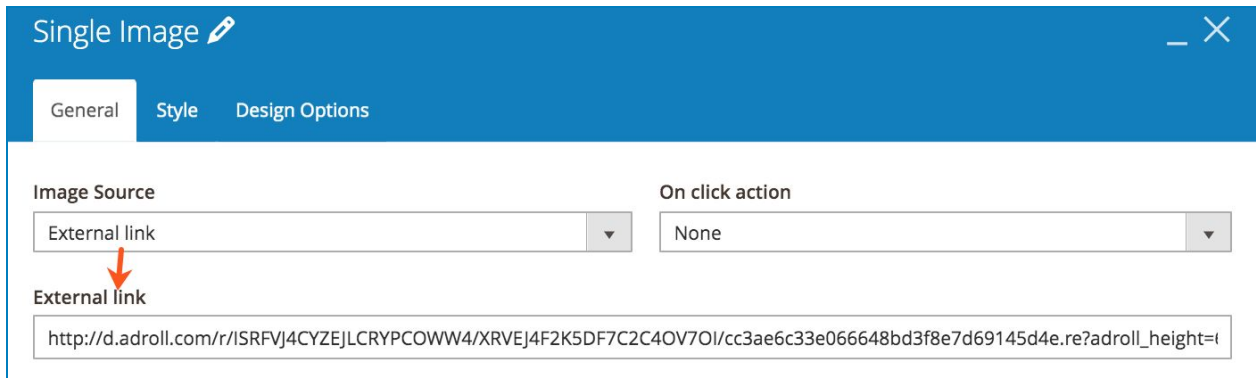 Single Image
General Style Design Options
Image Source On click action
External link None
External link
http://d.adroll.com/r/ISRFVJ4CYZEJLCRYPCOWW4/XRVEJ4F2K5DF7C2C4OV7OI/cc3ae6c33e066648bd3f8e7d69145d4e.re?adroll_height=